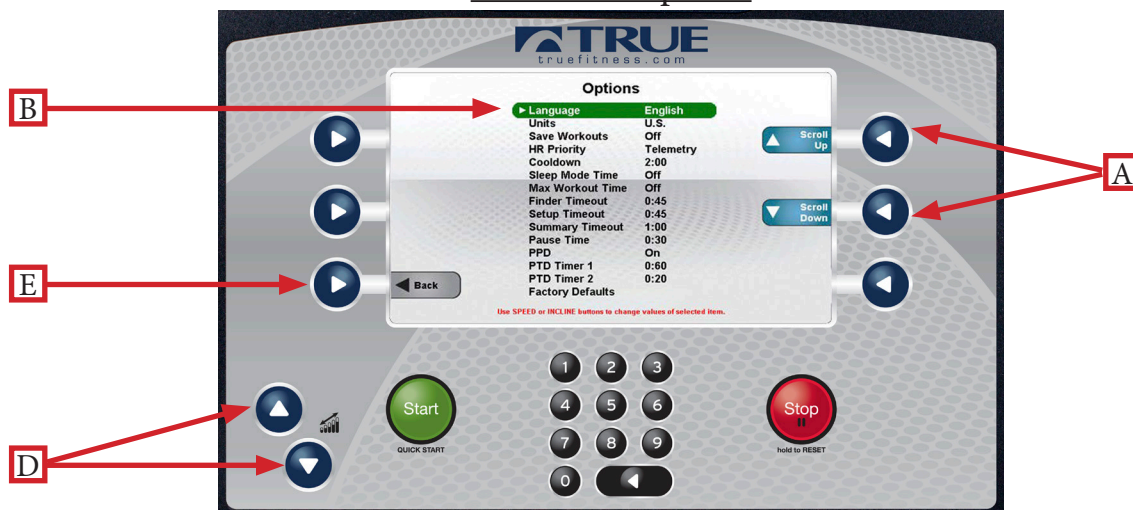 TRUE
truefitness.com
Options
Language English
Units U.S.
Save Workouts Off
HR Priority Telemetry
Cooldown 2:00
Sleep Mode Time Off
Max Workout Time Off
Finder Timeout 0:45
Setup Timeout 0:45
Summary Timeout 1:00
Pause Time 0:30
PPD On
PTD Timer 1 0:60
PTD Timer 2 0:20
Factory Defaults
Use SPEED or INCLINE buttons to change values of selected item.
Scroll
Up
Scroll
Down
Back
B
A
E
D
Start
QUICK START
1 2 3
4 5 6
7 8 9
0
Stop
hold to RESET